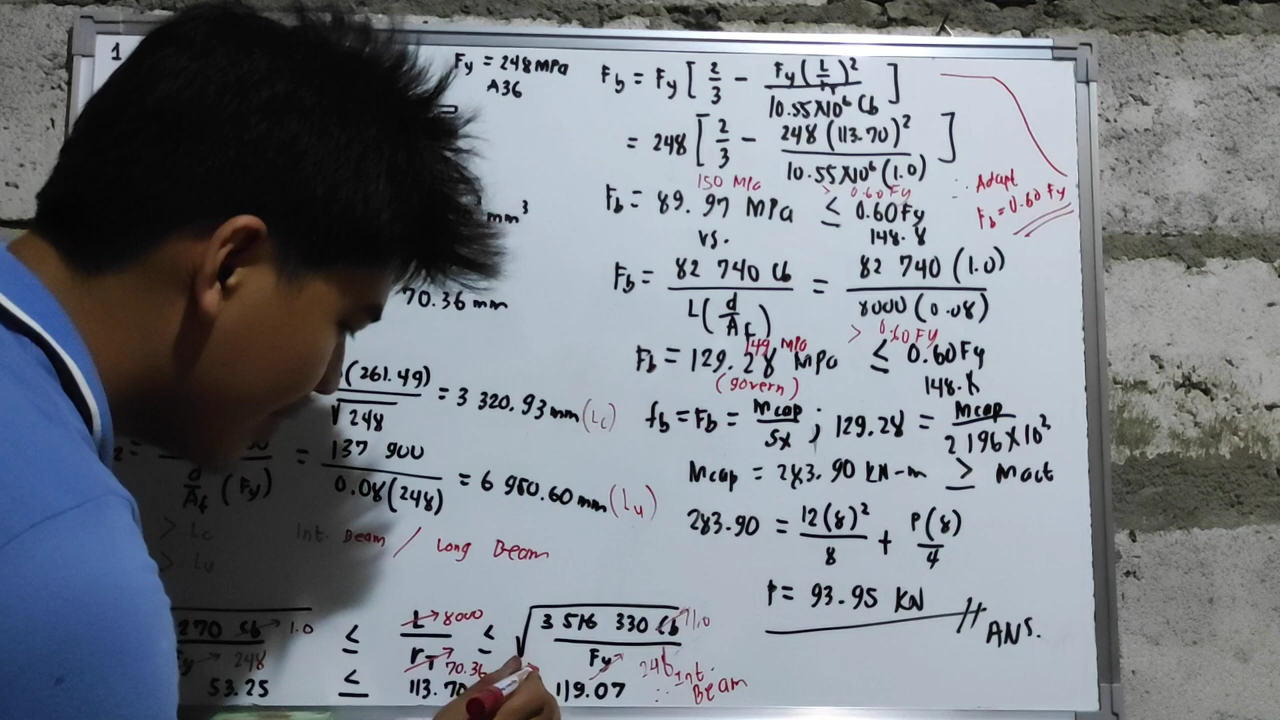 1
Fy = 248 MPa
A36
mm³
70.36 mm
(261.49)
√248 = 3 320.93 mm (Lc)
= 137 900 / 0.08(248) = 6 950.60 mm (Lu)
d/Af (Fy)
> Lc
> Lu
Int. Beam / Long Beam
270 Cb → 1.0 ≤ L → 8000 ≤ √3 516 330 Cb → 1.0
Fy → 248 ≤ rT → 70.36 Fy → 248
53.25 ≤ 113.70 119.07 ∴ Int Beam
Fb = Fy [ 2/3 - Fy(L/rT)² / 10.55X10⁶ Cb ]
= 248 [ 2/3 - 248 (113.70)² / 10.55X10⁶ (1.0) ]
150 MPa > 0.60 Fy
Fb = 89.97 MPa ≤ 0.60Fy
148.8
∴ Adapt
Fb = 0.60 Fy
vs.
Fb = 82 740 Cb / L(d/Af) = 82 740 (1.0) / 8000 (0.08)
149 MPa > 0.60 Fy
Fb = 129.28 MPa ≤ 0.60Fy
(govern) 148.8
fb = Fb = Mcap / Sx ; 129.28 = Mcap / 2 196 X 10³
Mcap = 283.90 kN-m ≥ Mact
283.90 = 12(8)² / 8 + P(8) / 4
P = 93.95 KN
ANS.